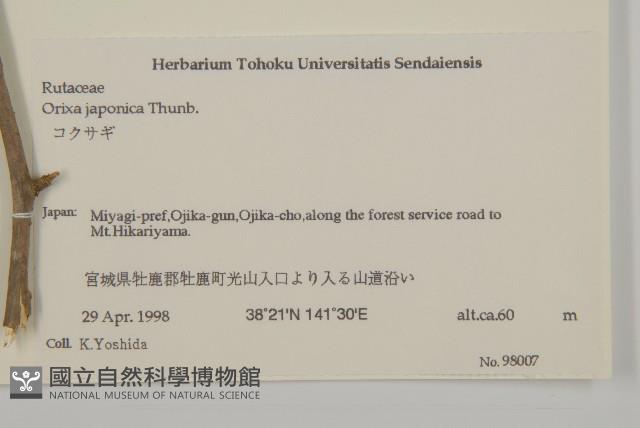 Herbarium Tohoku Universitatis Sendaiensis
Rutaceae
Orixa japonica Thunb.
コクサギ
Japan: Miyagi-pref,Ojika-gun,Ojika-cho,along the forest service road to
Mt.Hikariyama.
宮城県牡鹿郡牡鹿町光山入口より入る山道沿い
29 Apr. 1998 38°21'N 141°30'E alt.ca.60 m
Coll. K.Yoshida
No. 98007
國立自然科學博物館
NATIONAL MUSEUM OF NATURAL SCIENCE